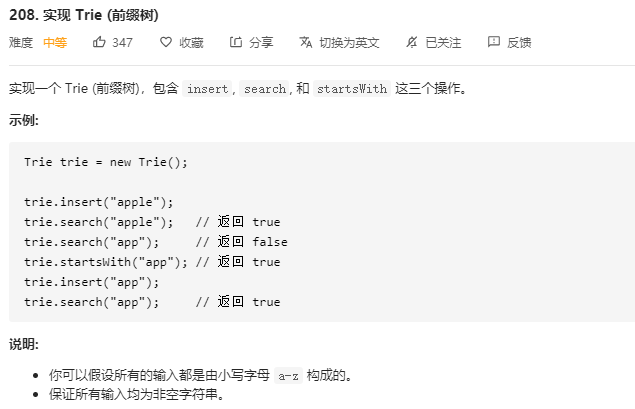 208. 实现 Trie (前缀树)
难度 中等 347 收藏 分享 切换为英文 已关注 反馈
实现一个 Trie (前缀树)，包含 insert, search, 和 startsWith 这三个操作。
示例:
Trie trie = new Trie();
trie.insert("apple");
trie.search("apple"); // 返回 true
trie.search("app"); // 返回 false
trie.startsWith("app"); // 返回 true
trie.insert("app");
trie.search("app"); // 返回 true
说明:
• 你可以假设所有的输入都是由小写字母 a-z 构成的。
• 保证所有输入均为非空字符串。